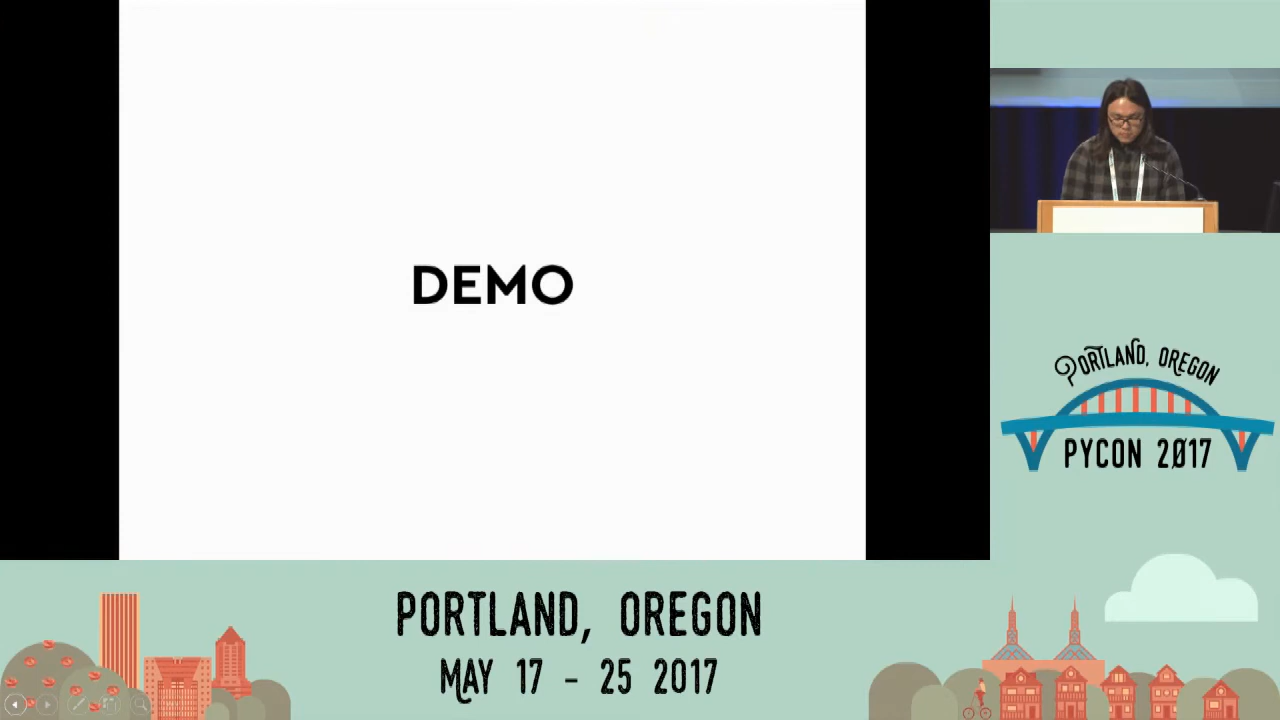 DEMO
PORTLAND, OREGON
PYCON 2017
PORTLAND, OREGON
MAY 17 - 25 2017